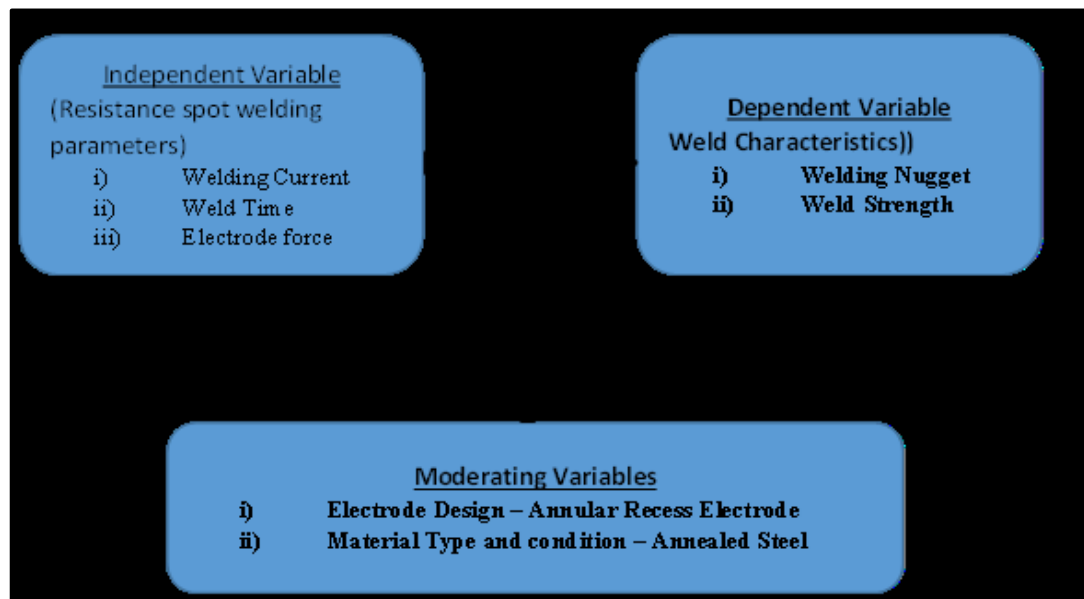 Independent Variable
(Resistance spot welding
parameters)
i) Welding Current
ii) Weld Time
iii) Electrode force
Dependent Variable
Weld Characteristics))
i) Welding Nugget
ii) Weld Strength
Moderating Variables
i) Electrode Design – Annular Recess Electrode
ii) Material Type and condition – Annealed Steel